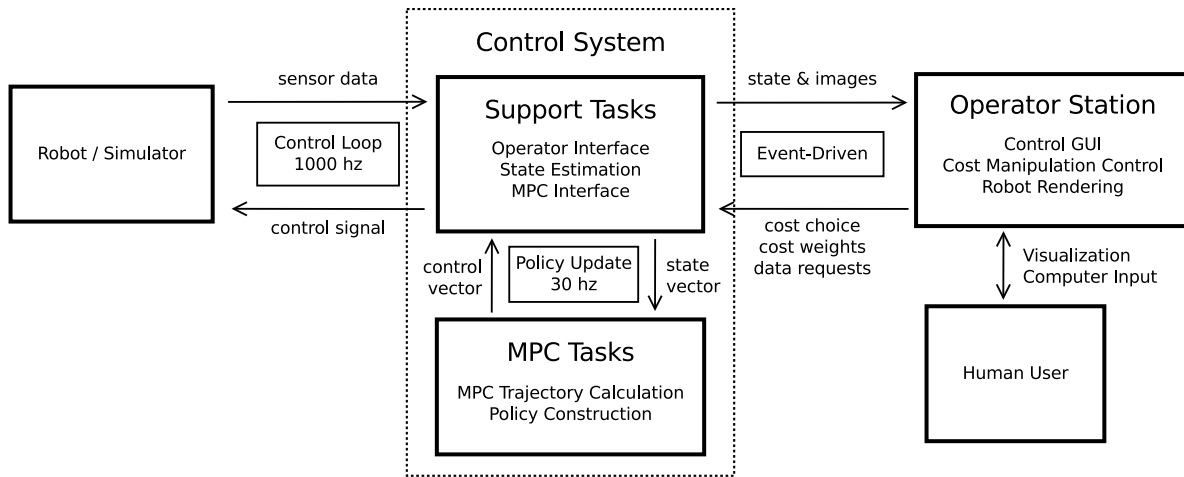 Control System
sensor data
Control Loop
1000 hz
control signal
Robot / Simulator
Support Tasks
Operator Interface
State Estimation
MPC Interface
state & images
Event-Driven
cost choice
cost weights
data requests
Operator Station
Control GUI
Cost Manipulation Control
Robot Rendering
control
vector
Policy Update
30 hz
state
vector
Visualization
Computer Input
MPC Tasks
MPC Trajectory Calculation
Policy Construction
Human User